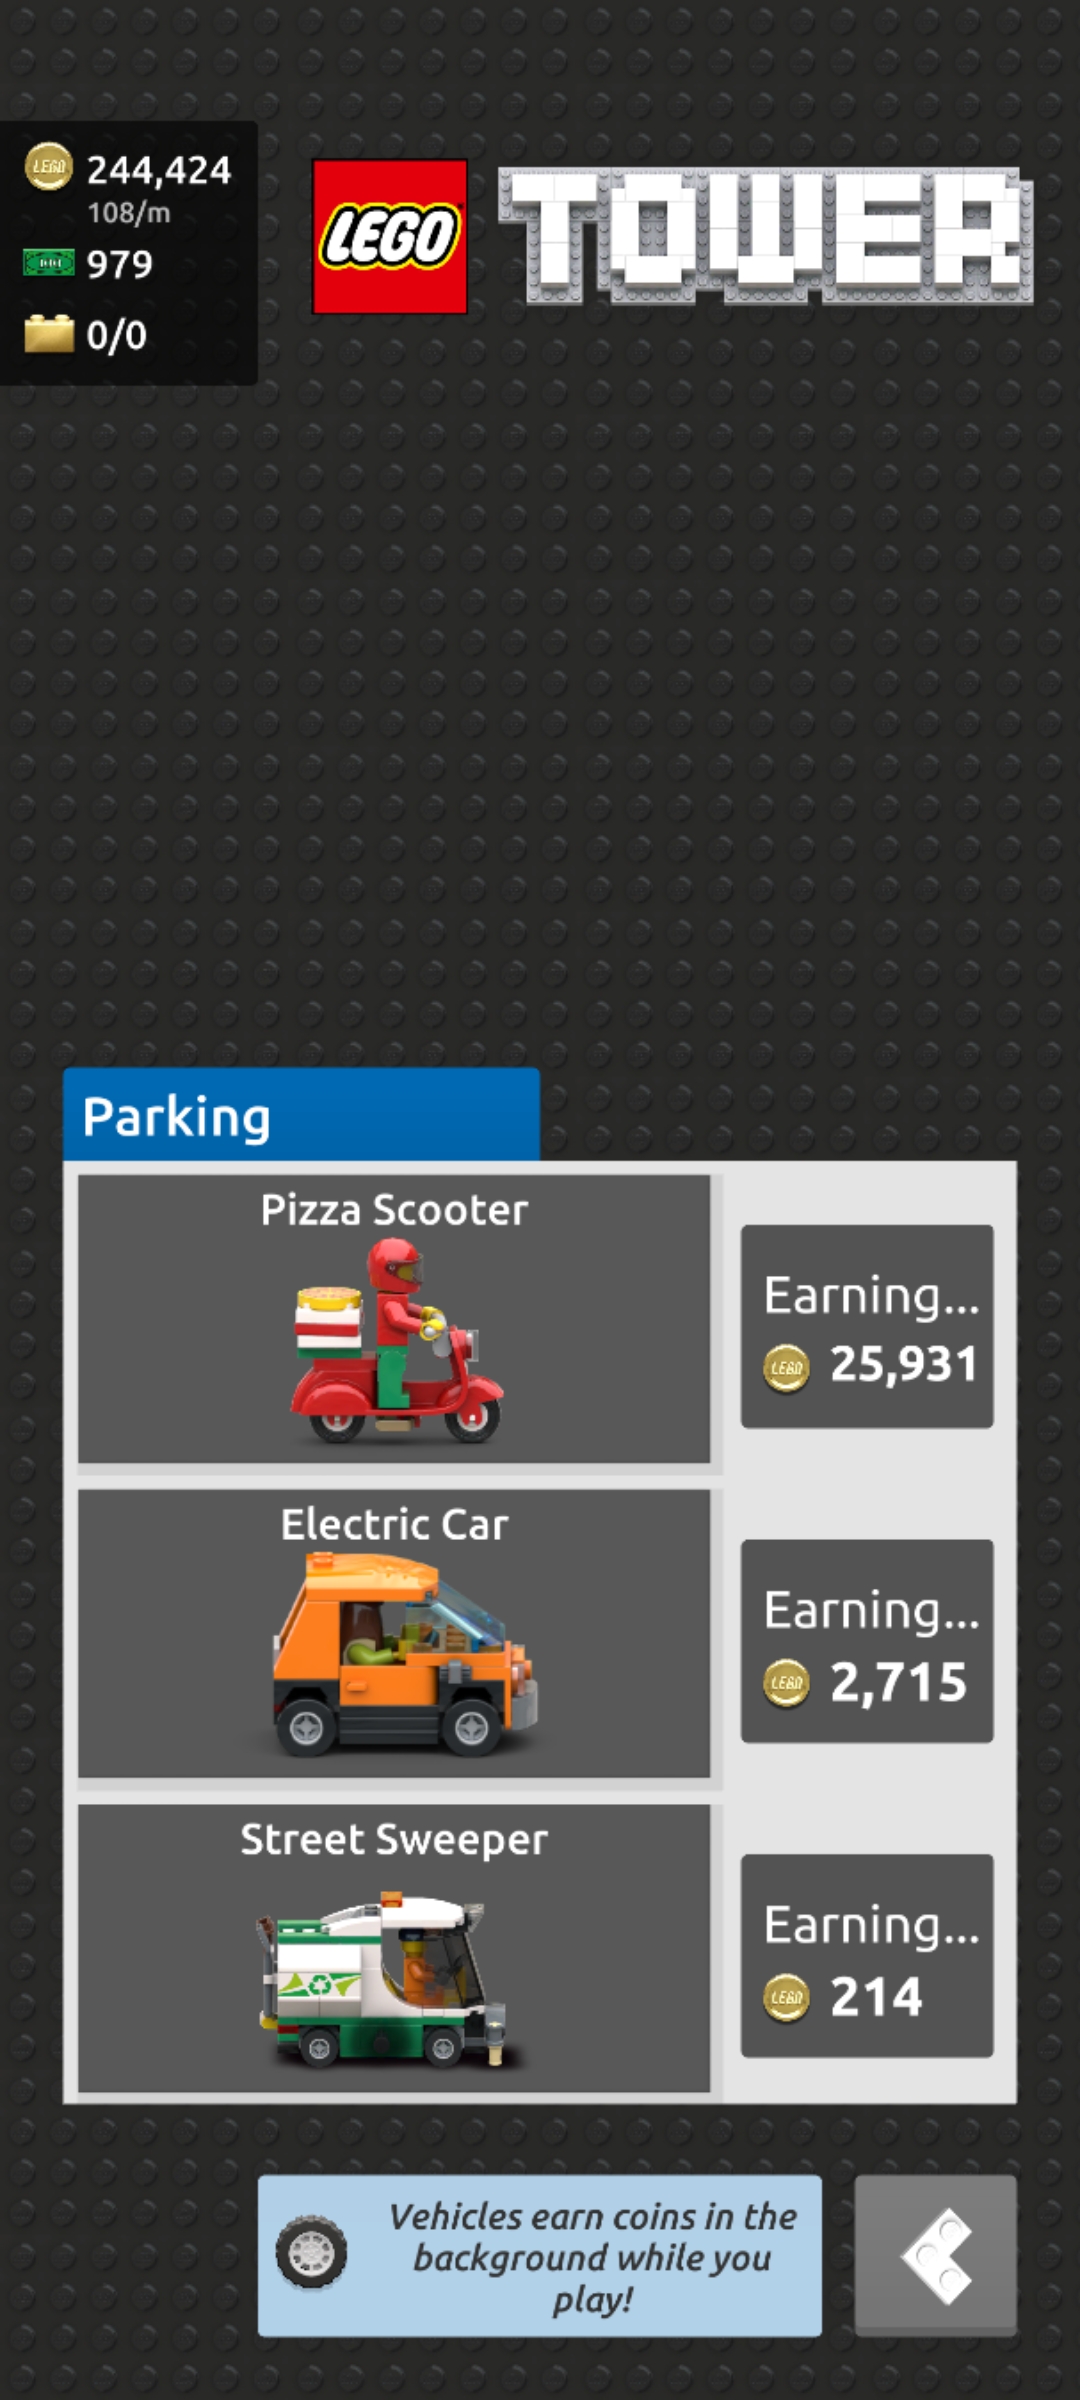 244,424
108/m
979
0/0
LEGO TOWER
Parking
Pizza Scooter
Earning...
25,931
Electric Car
Earning...
2,715
Street Sweeper
Earning...
214
Vehicles earn coins in the
background while you
play!